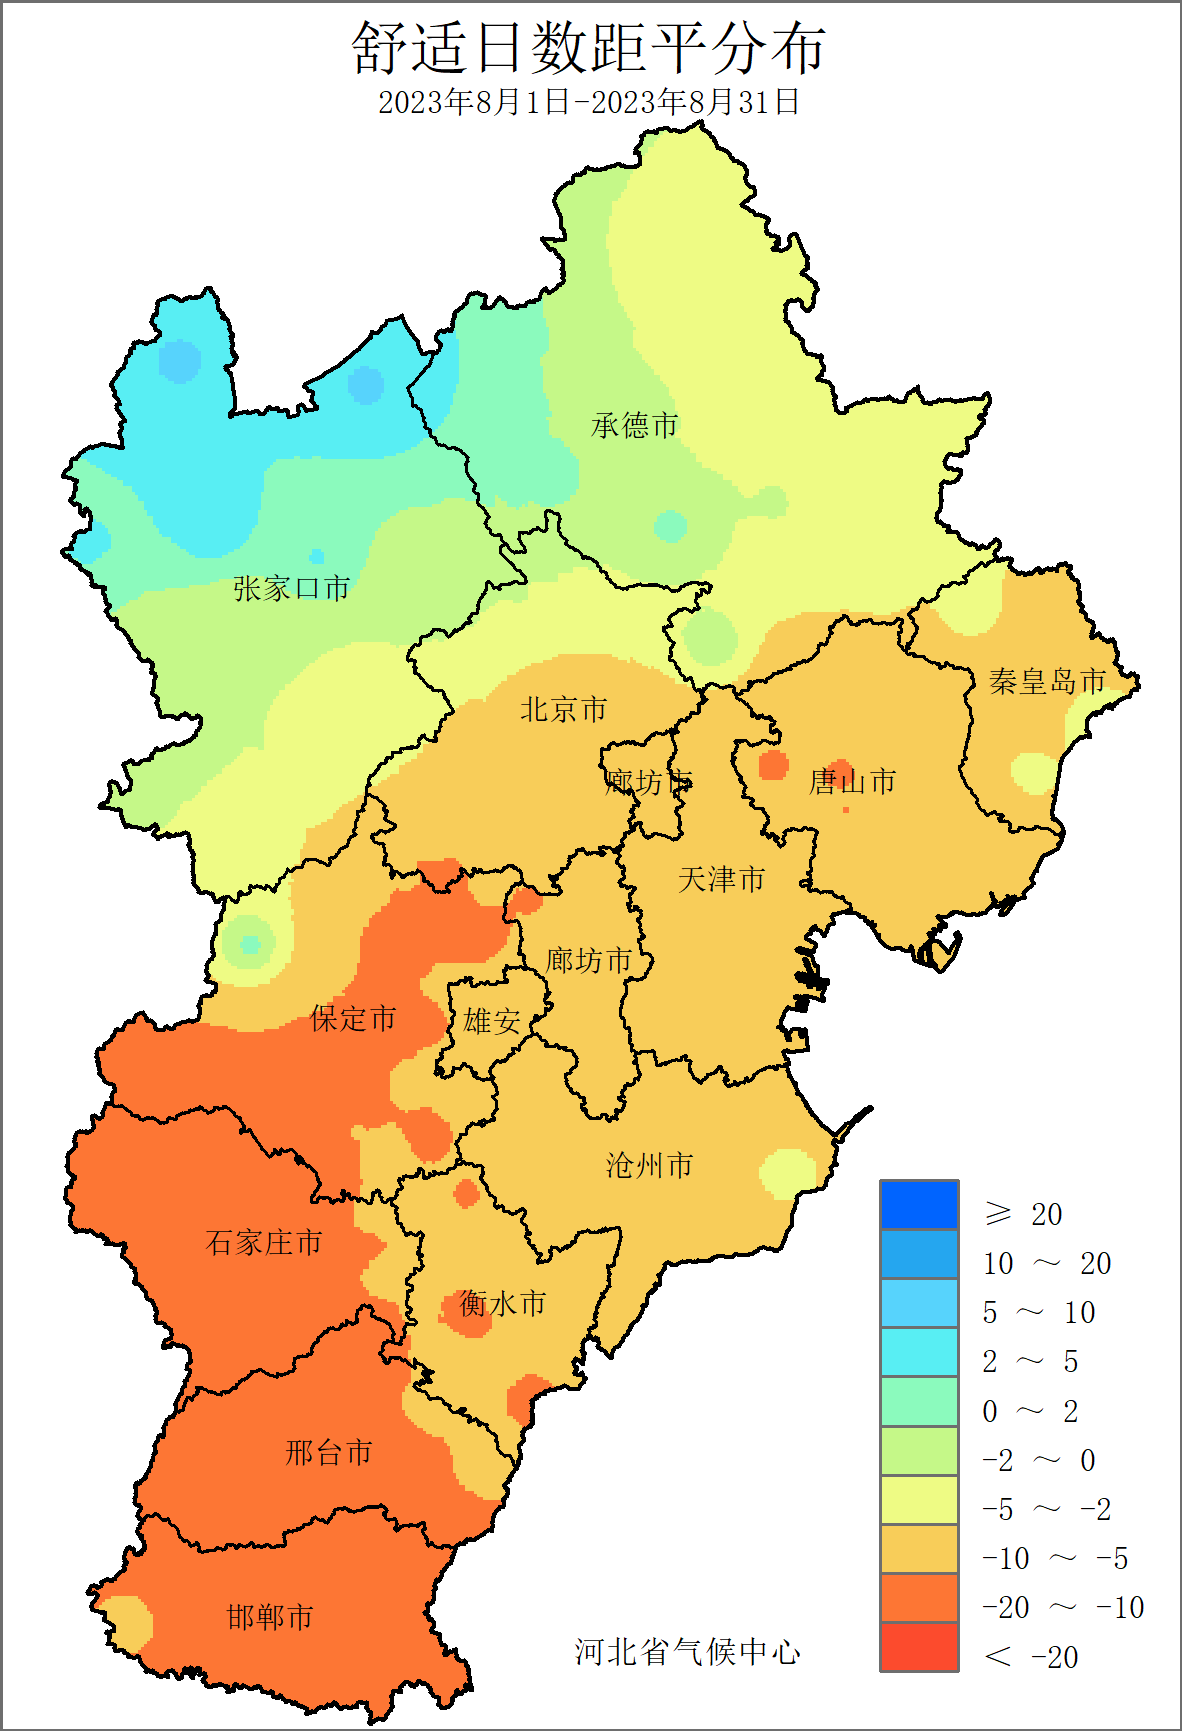 舒适日数距平分布
2023年8月1日-2023年8月31日
承德市
张家口市
秦皇岛市
北京市
廊坊市
唐山市
天津市
廊坊市
保定市
雄安
沧州市
石家庄市
衡水市
邢台市
邯郸市
≥ 20
10 ～ 20
5 ～ 10
2 ～ 5
0 ～ 2
-2 ～ 0
-5 ～ -2
-10 ～ -5
-20 ～ -10
< -20
河北省气候中心